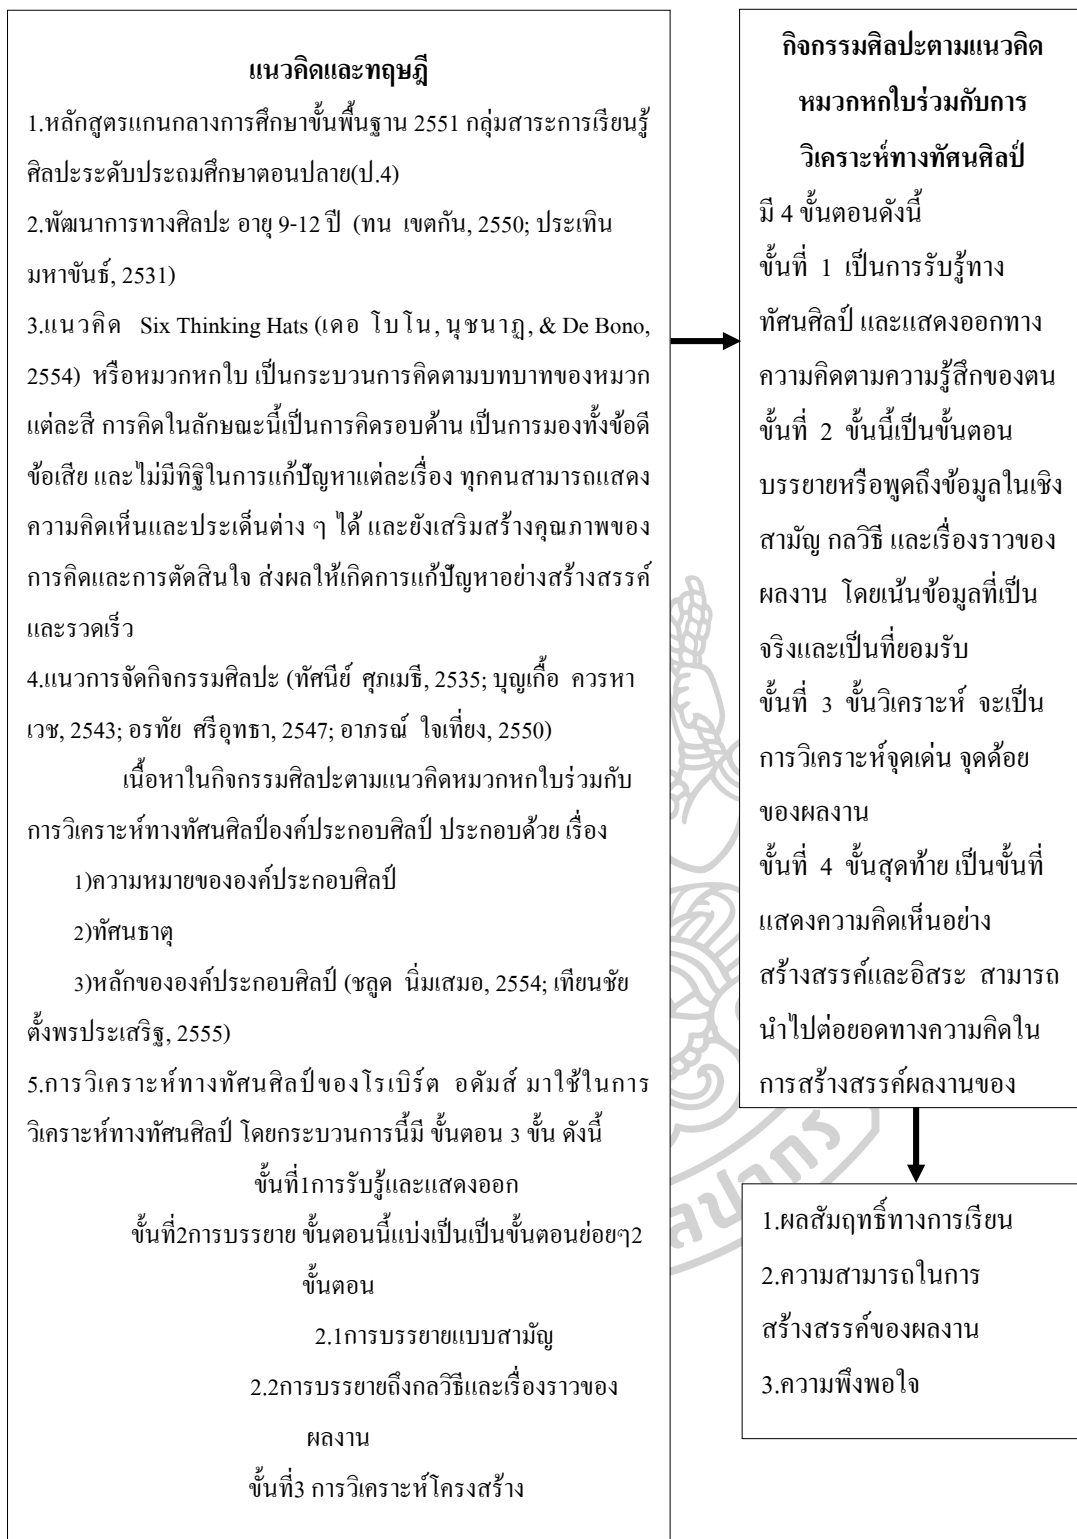 แนวคิดและทฤษฎี
1.หลักสูตรแกนกลางการศึกษาขั้นพื้นฐาน 2551 กลุ่มสาระการเรียนรู้
ศิลปะระดับประถมศึกษาตอนปลาย(ป.4)
2.พัฒนาการทางศิลปะ อายุ 9-12 ปี (ทน เขตกัน, 2550; ประเทิน
มหาขันธ์, 2531)
3.แนวคิด Six Thinking Hats (เดอ โบโน, นุชนาฏ, & De Bono,
2554) หรือหมวกหกใบ เป็นกระบวนการคิดตามบทบาทของหมวก
แต่ละสี การคิดในลักษณะนี้เป็นการคิดรอบด้าน เป็นการมองทั้งข้อดี
ข้อเสีย และไม่มีทิฐิในการแก้ปัญหาแต่ละเรื่อง ทุกคนสามารถแสดง
ความคิดเห็นและประเด็นต่าง ๆ ได้ และยังเสริมสร้างคุณภาพของ
การคิดและการตัดสินใจ ส่งผลให้เกิดการแก้ปัญหาอย่างสร้างสรรค์
และรวดเร็ว
4.แนวการจัดกิจกรรมศิลปะ (ทัศนีย์ ศุภเมธี, 2535; บุญเกื้อ ควรหา
เวช, 2543; อรทัย ศรีอุทธา, 2547; อาภรณ์ ใจเที่ยง, 2550)
เนื้อหาในกิจกรรมศิลปะตามแนวคิดหมวกหกใบร่วมกับ
การวิเคราะห์ทางทัศนศิลป์องค์ประกอบศิลป์ ประกอบด้วย เรื่อง
1)ความหมายขององค์ประกอบศิลป์
2)ทัศนธาตุ
3)หลักขององค์ประกอบศิลป์ (ชลูด นิ่มเสมอ, 2554; เทียนชัย
ตั้งพรประเสริฐ, 2555)
5.การวิเคราะห์ทางทัศนศิลป์ของโรเบิร์ต อดัมส์ มาใช้ในการ
วิเคราะห์ทางทัศนศิลป์ โดยกระบวนการนี้มี ขั้นตอน 3 ขั้น ดังนี้
ขั้นที่1การรับรู้และแสดงออก
ขั้นที่2การบรรยาย ขั้นตอนนี้แบ่งเป็นเป็นขั้นตอนย่อยๆ2
ขั้นตอน
2.1การบรรยายแบบสามัญ
2.2การบรรยายถึงกลวิธีและเรื่องราวของ
ผลงาน
ขั้นที่3 การวิเคราะห์โครงสร้าง
กิจกรรมศิลปะตามแนวคิด
หมวกหกใบร่วมกับการ
วิเคราะห์ทางทัศนศิลป์
มี 4 ขั้นตอนดังนี้
ขั้นที่ 1 เป็นการรับรู้ทาง
ทัศนศิลป์ และแสดงออกทาง
ความคิดตามความรู้สึกของตน
ขั้นที่ 2 ขั้นนี้เป็นขั้นตอน
บรรยายหรือพูดถึงข้อมูลในเชิง
สามัญ กลวิธี และเรื่องราวของ
ผลงาน โดยเน้นข้อมูลที่เป็น
จริงและเป็นที่ยอมรับ
ขั้นที่ 3 ขั้นวิเคราะห์ จะเป็น
การวิเคราะห์จุดเด่น จุดด้อย
ของผลงาน
ขั้นที่ 4 ขั้นสุดท้าย เป็นขั้นที่
แสดงความคิดเห็นอย่าง
สร้างสรรค์และอิสระ สามารถ
นำไปต่อยอดทางความคิดใน
การสร้างสรรค์ผลงานของ
1.ผลสัมฤทธิ์ทางการเรียน
2.ความสามารถในการ
สร้างสรรค์ของผลงาน
3.ความพึงพอใจ